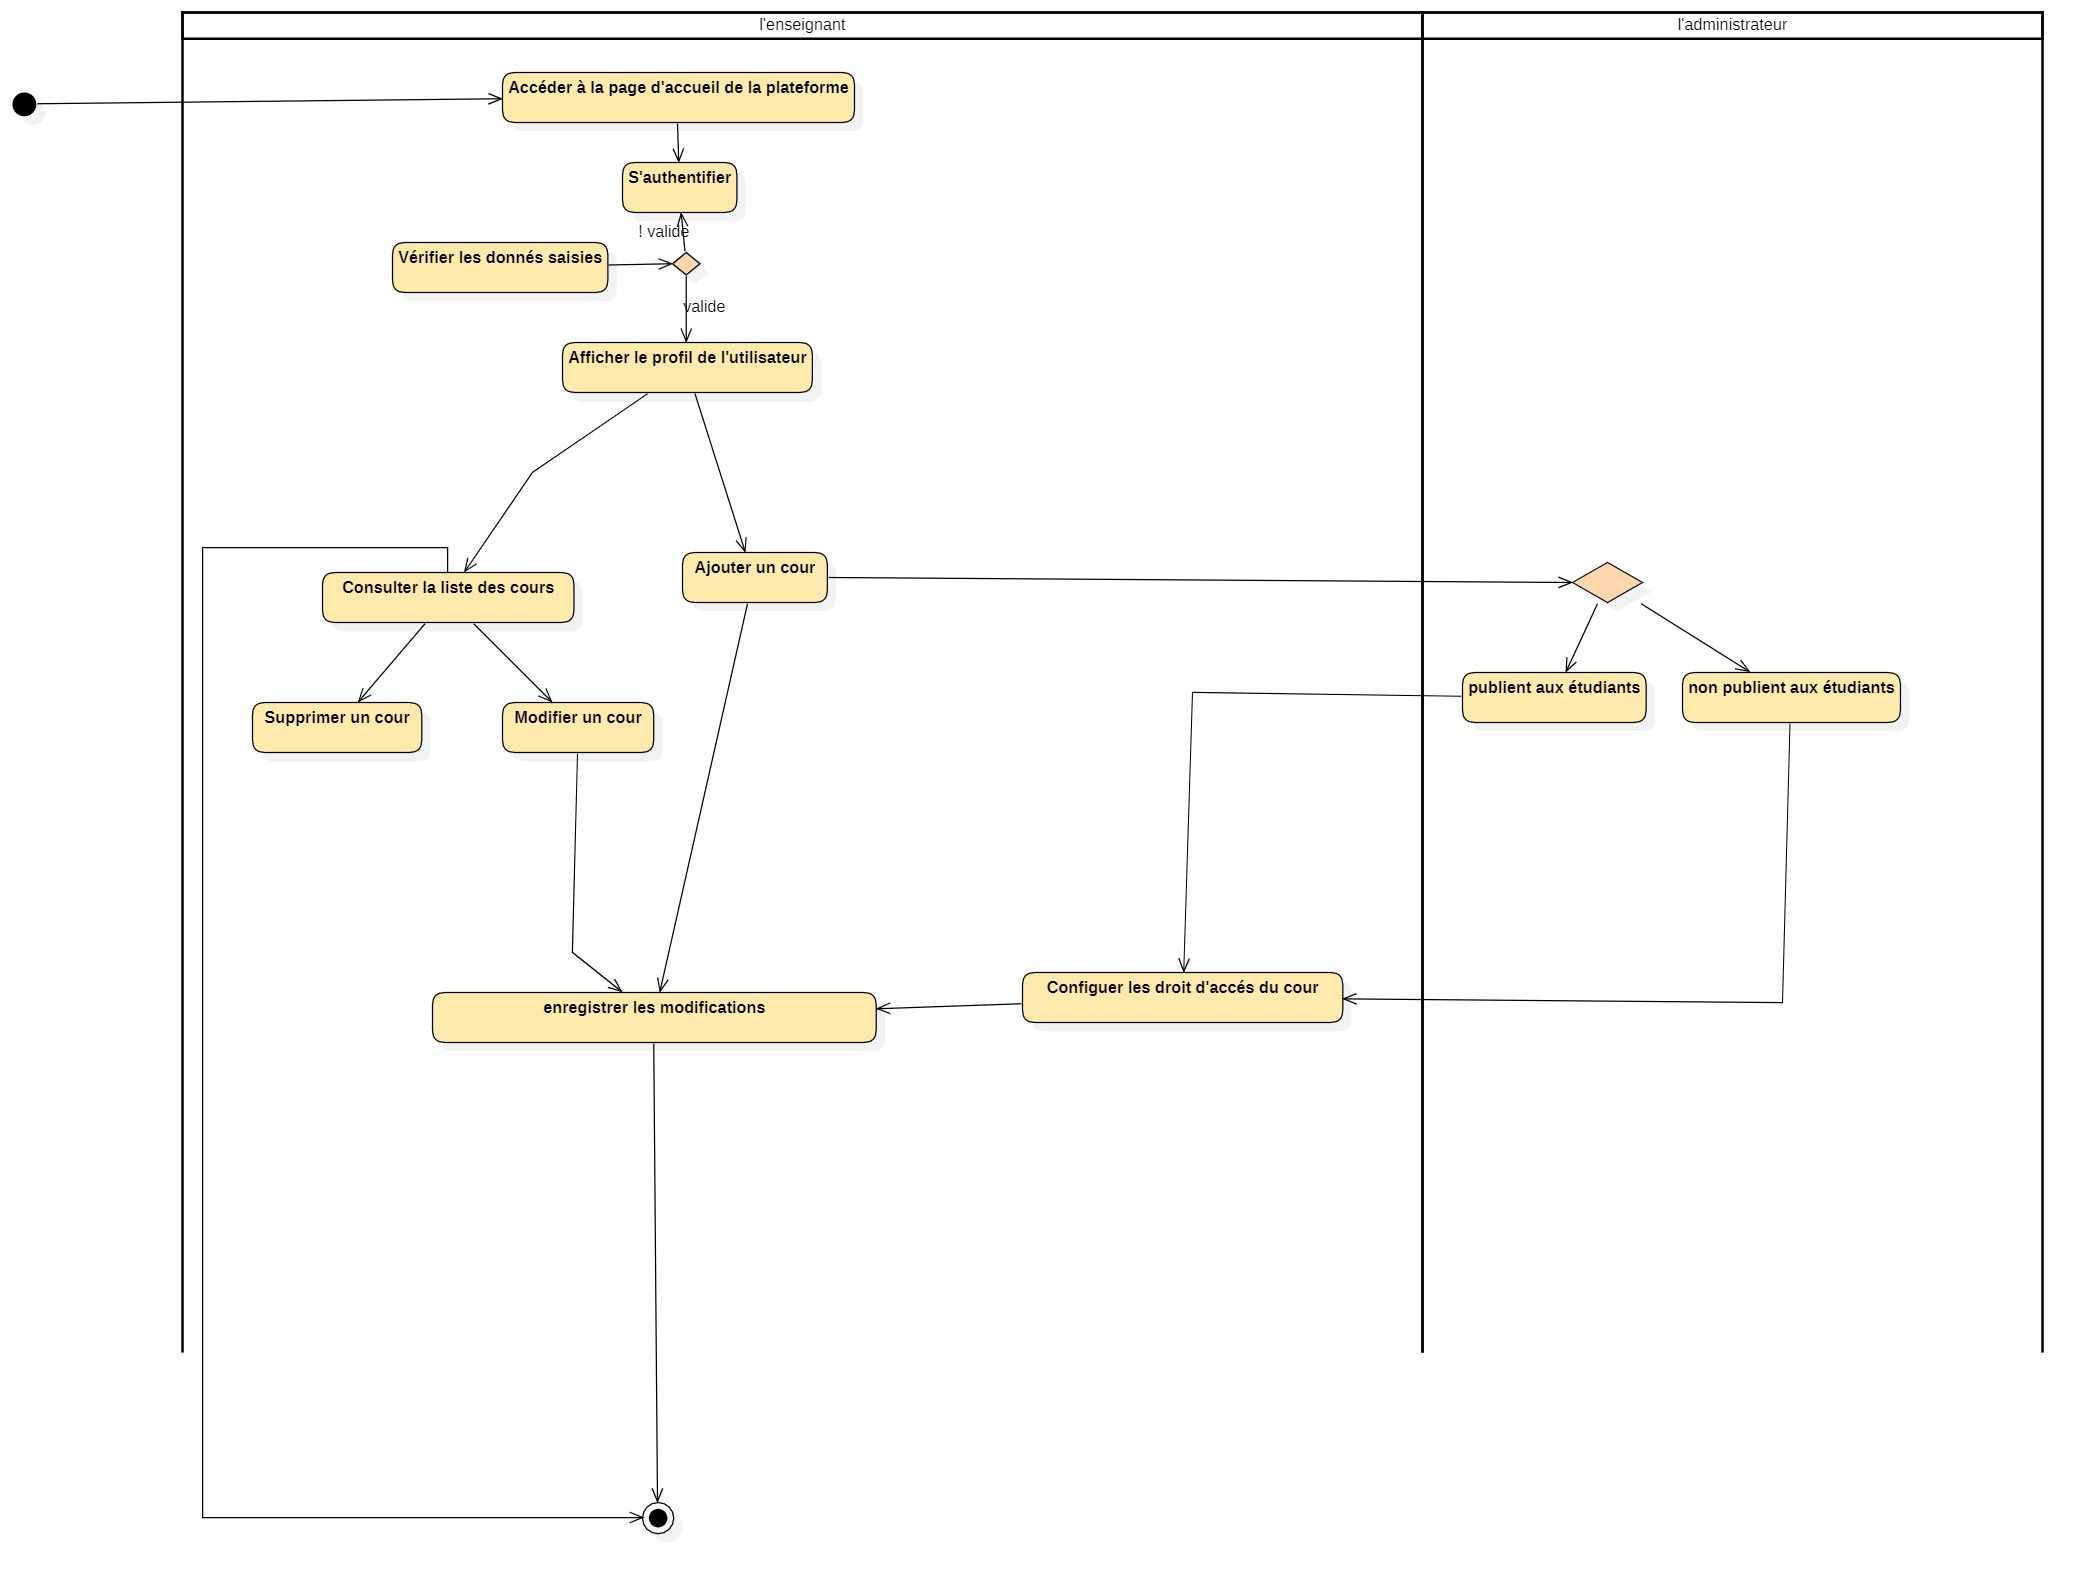 l'enseignant
l'administrateur
Accéder à la page d'accueil de la plateforme
S'authentifier
! valide
Vérifier les donnés saisies
valide
Afficher le profil de l'utilisateur
Ajouter un cour
Consulter la liste des cours
publient aux étudiants
non publient aux étudiants
Supprimer un cour
Modifier un cour
Configuer les droit d'accés du cour
enregistrer les modifications